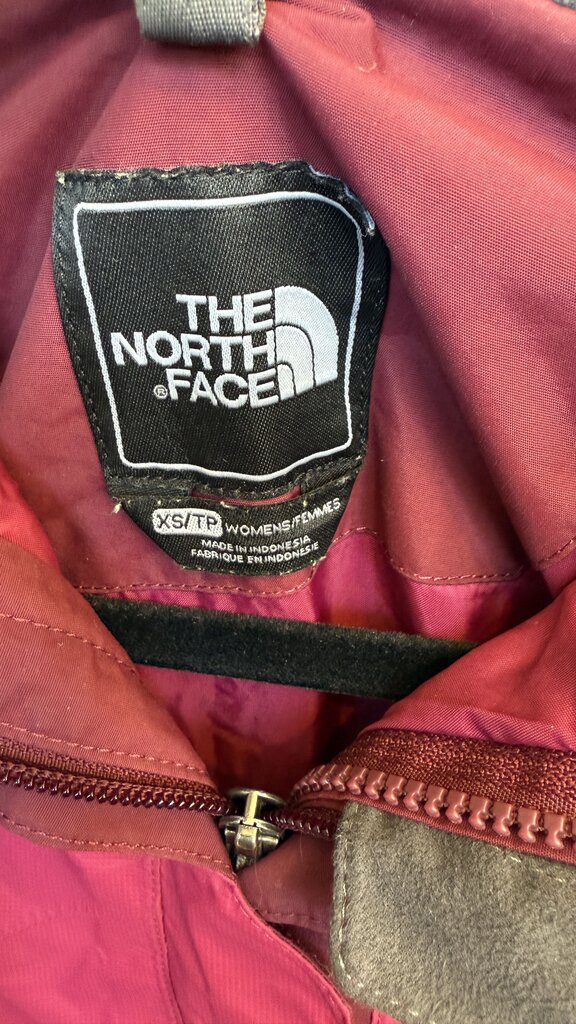 THE
NORTH
®FACE
XS/TP WOMENS/FEMMES
MADE IN INDONESIA
FABRIQUE EN INDONESIE